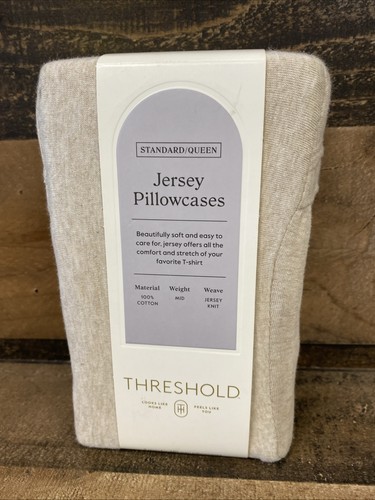 STANDARD/QUEEN
Jersey
Pillowcases
Beautifully soft and easy to
care for, jersey offers all the
comfort and stretch of your
favorite T-shirt
Material Weight Weave
100% MID JERSEY
COTTON KNIT
THRESHOLD
LOOKS LIKE FEELS LIKE
HOME YOU